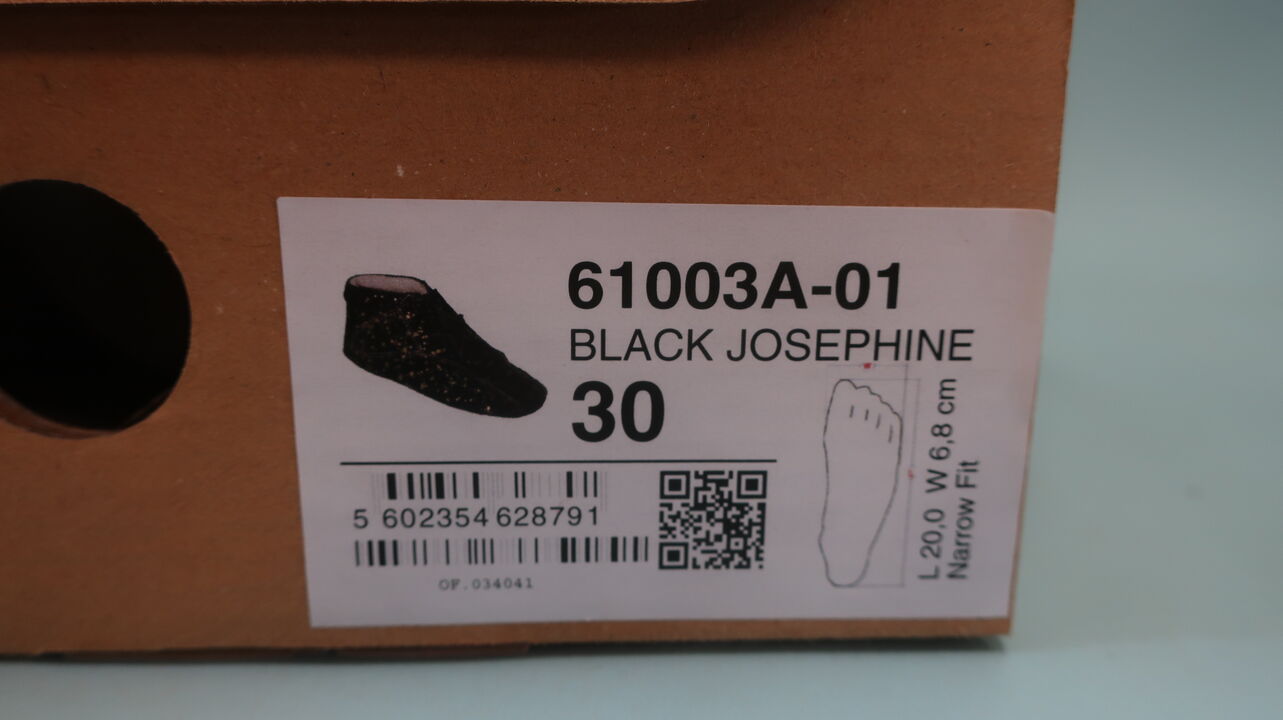 61003A-01
BLACK JOSEPHINE
30
5 602354 628791
OF.034041
L 20,0 W 6,8 cm
Narrow Fit